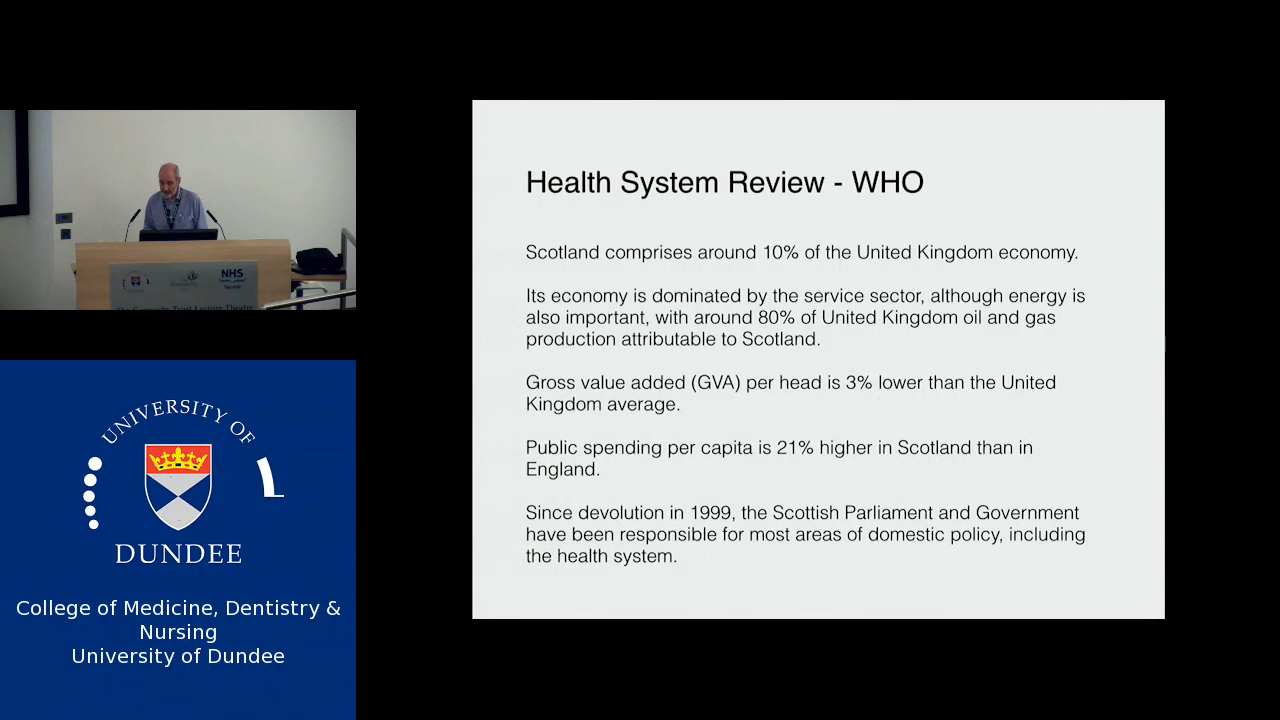 Health System Review - WHO
Scotland comprises around 10% of the United Kingdom economy.
Its economy is dominated by the service sector, although energy is
also important, with around 80% of United Kingdom oil and gas
production attributable to Scotland.
Gross value added (GVA) per head is 3% lower than the United
Kingdom average.
Public spending per capita is 21% higher in Scotland than in
England.
Since devolution in 1999, the Scottish Parliament and Government
have been responsible for most areas of domestic policy, including
the health system.
NHS
UNIVERSITY OF
DUNDEE
College of Medicine, Dentistry &
Nursing
University of Dundee